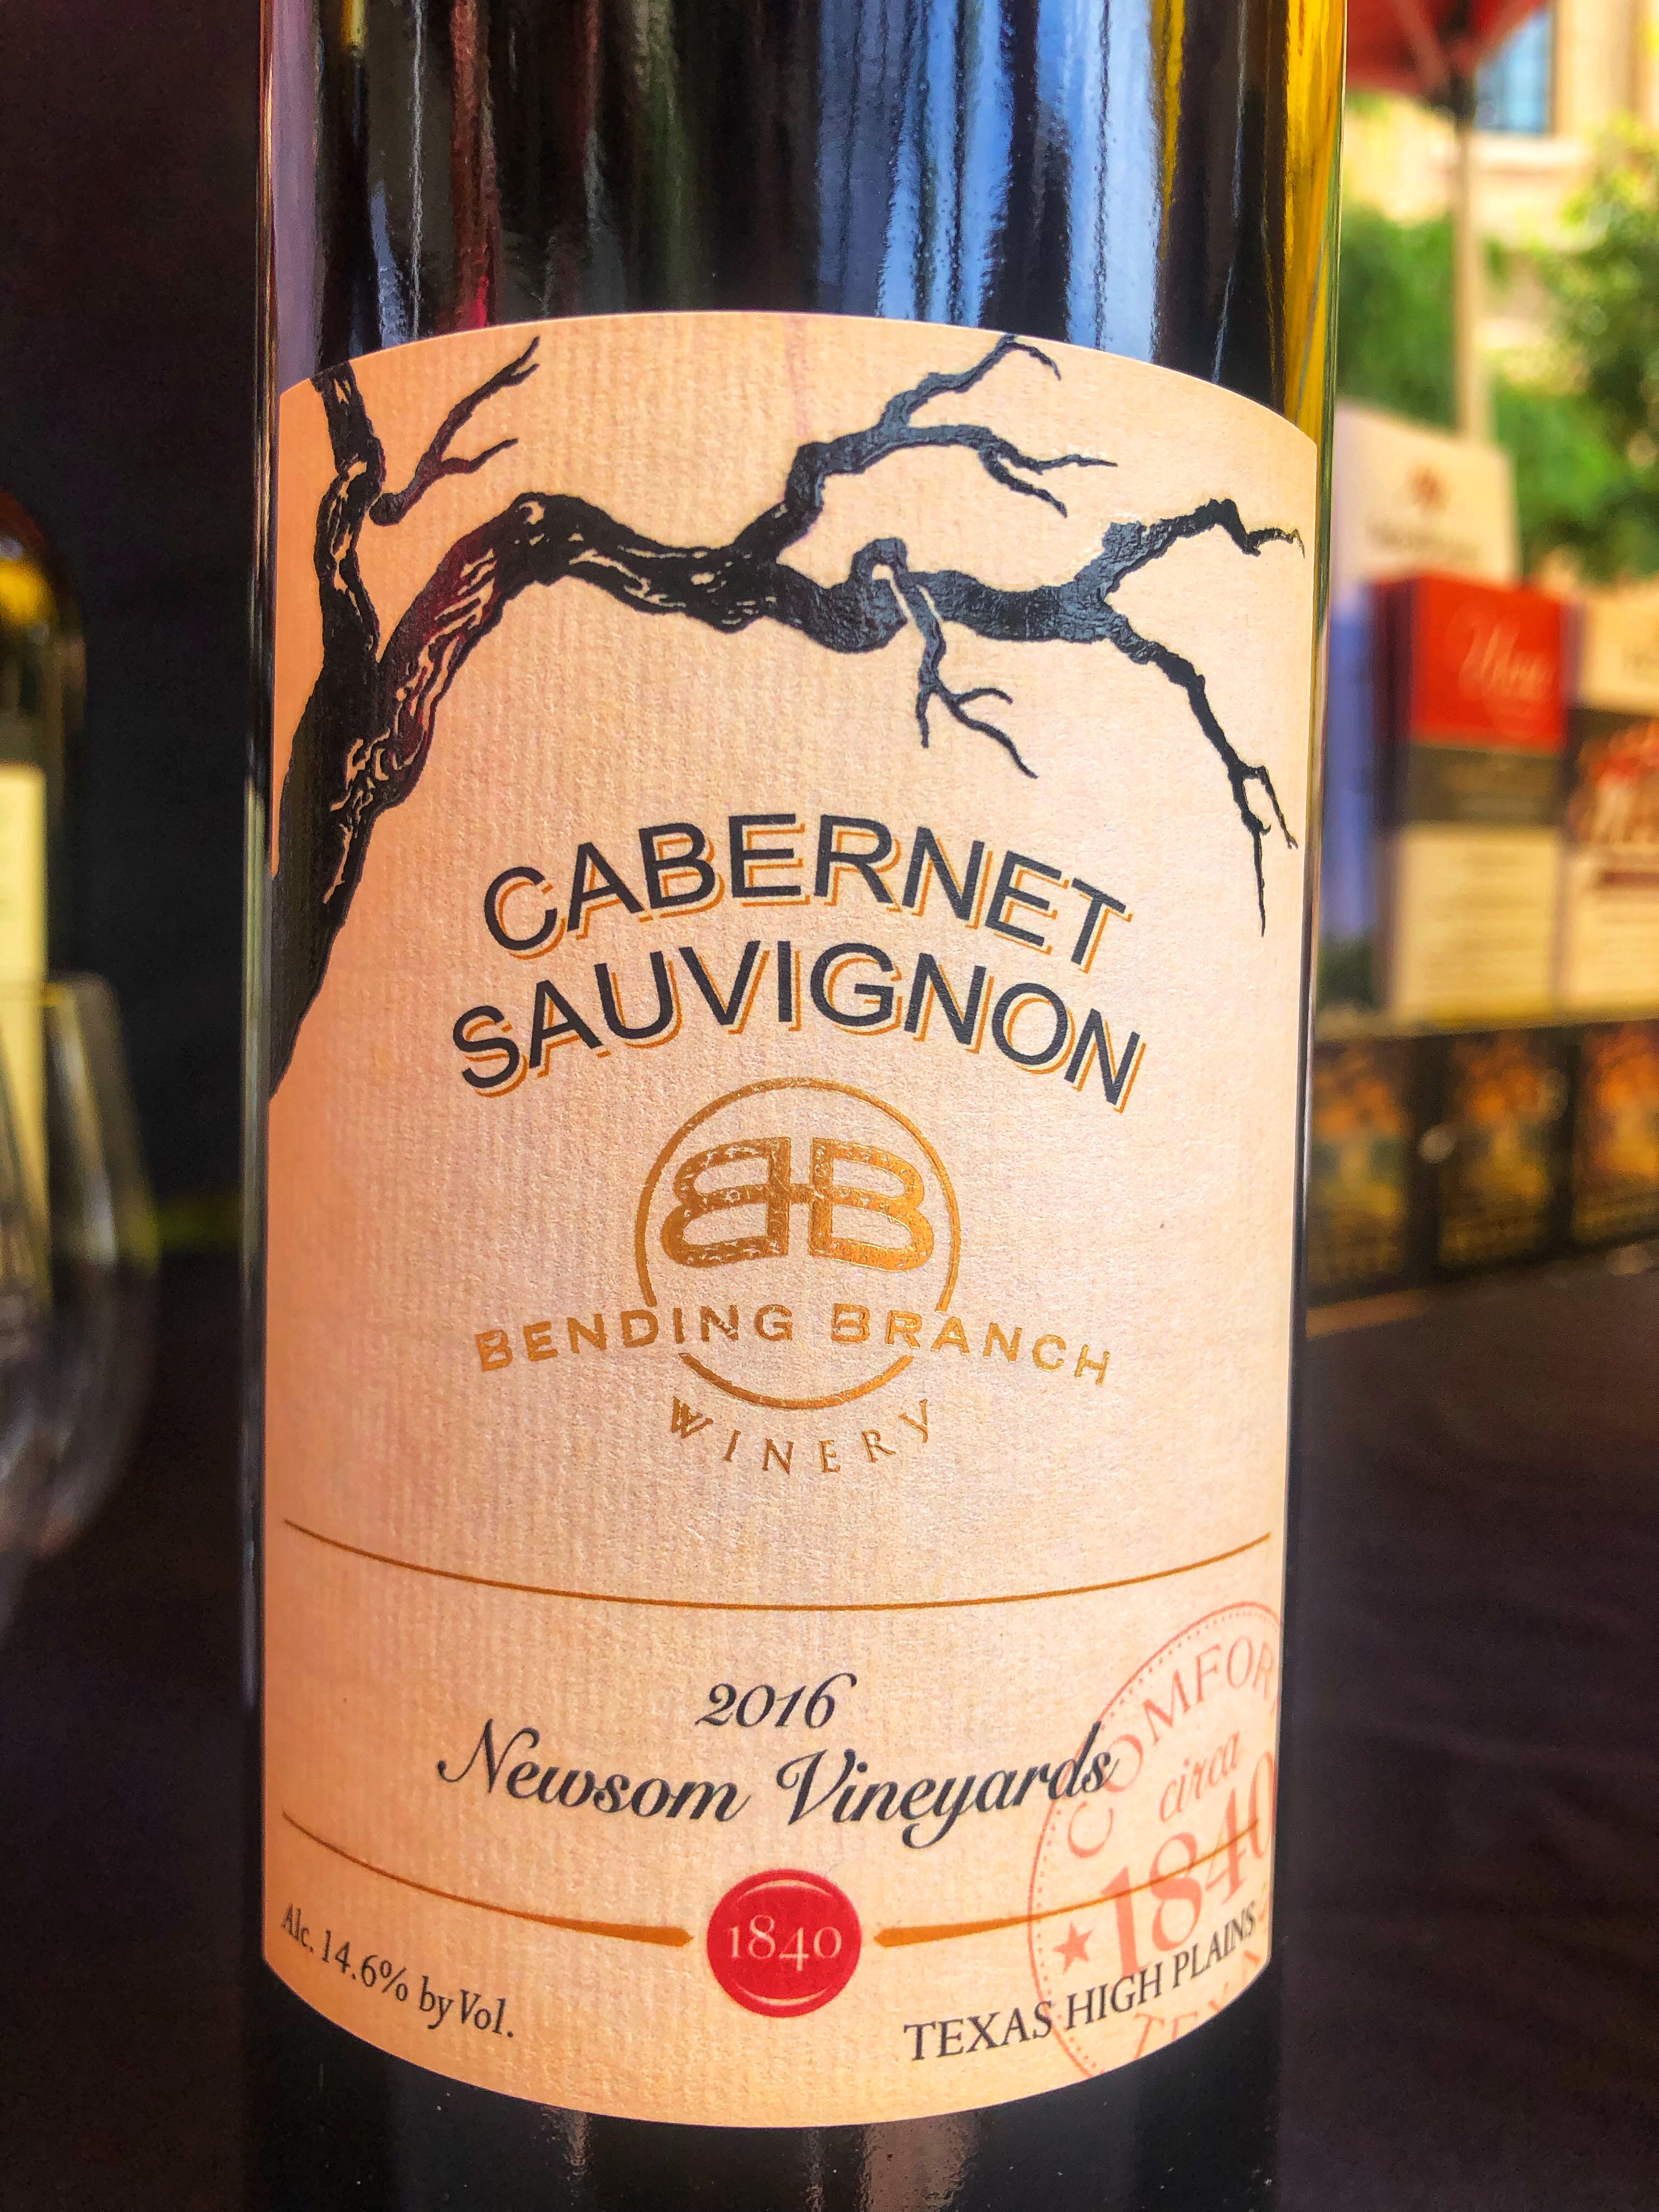 CABERNET
SAUVIGNON
BB
BENDING BRANCH
WINERY
2016
Newsom Vineyards
COMFORT
circa
1840
1840
Alc. 14.6% by Vol.
TEXAS HIGH PLAINS